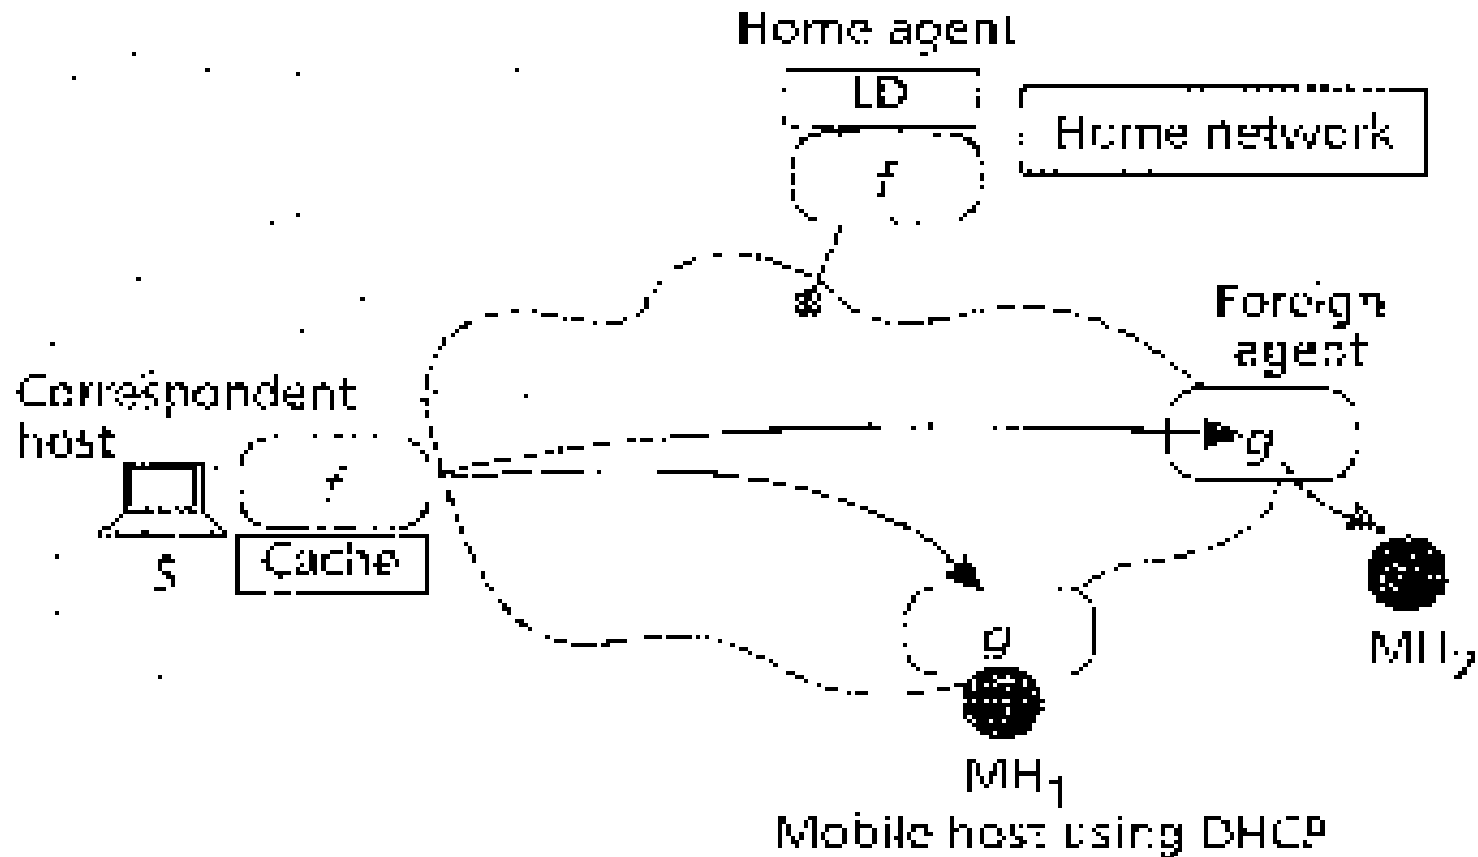 Home agent
LD
Home network
f
Foreign
agent
Correspondent
host
g
f
Cache
S
g
MH2
MH1
Mobile host using DHCP